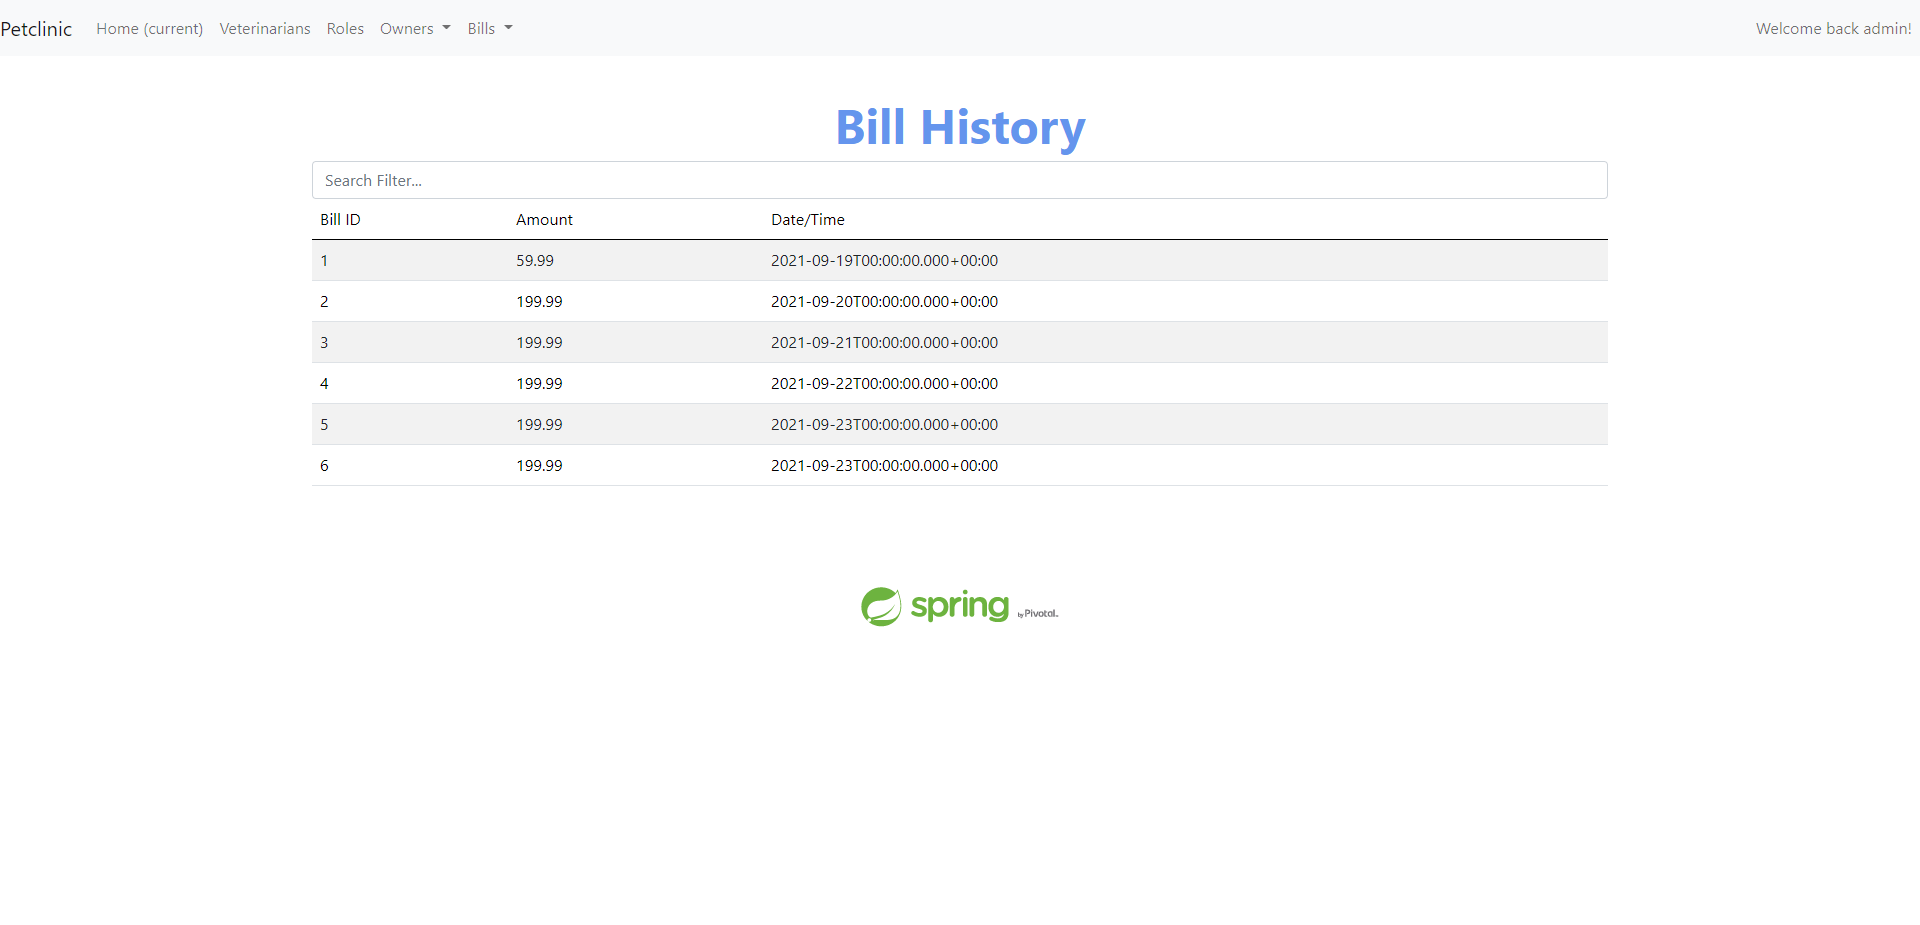 Petclinic Home (current) Veterinarians Roles Owners Bills Welcome back admin!
Bill History
Search Filter...
Bill ID Amount Date/Time
1 59.99 2021-09-19T00:00:00.000+00:00
2 199.99 2021-09-20T00:00:00.000+00:00
3 199.99 2021-09-21T00:00:00.000+00:00
4 199.99 2021-09-22T00:00:00.000+00:00
5 199.99 2021-09-23T00:00:00.000+00:00
6 199.99 2021-09-23T00:00:00.000+00:00
spring by Pivotal™